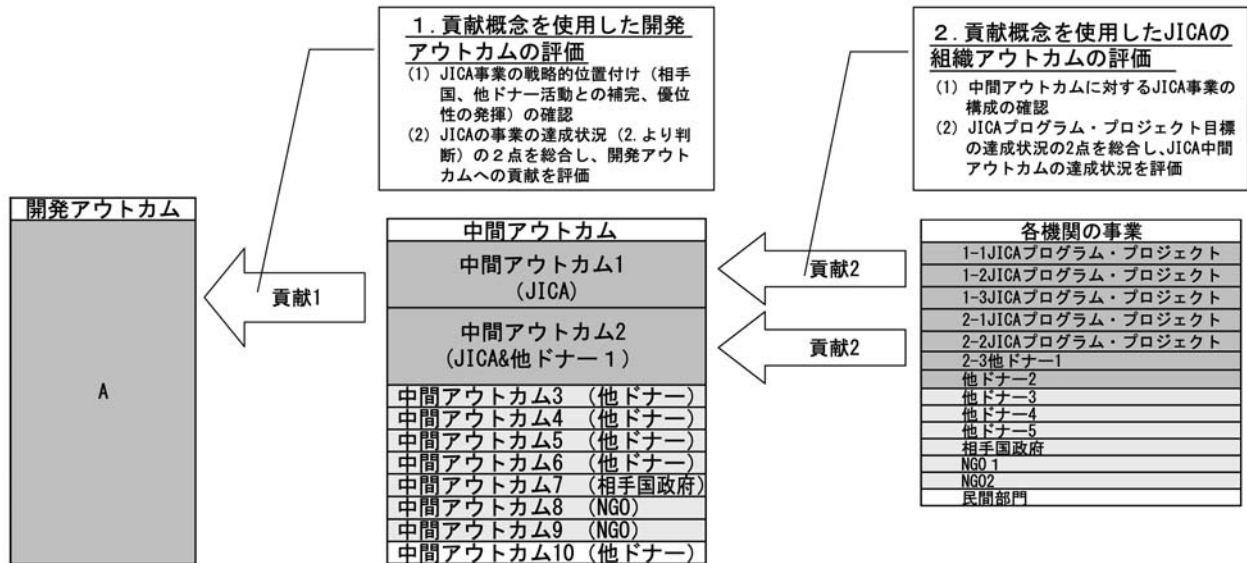 1.貢献概念を使用した開発
アウトカムの評価
(1) JICA事業の戦略的位置付け（相手
国、他ドナー活動との補完、優位
性の発揮）の確認
(2) JICAの事業の達成状況（2.より判
断）の２点を総合し、開発アウト
カムへの貢献を評価
2.貢献概念を使用したJICAの
組織アウトカムの評価
(1) 中間アウトカムに対するJICA事業の
構成の確認
(2) JICAプログラム・プロジェクト目標
の達成状況の2点を総合し、JICA中間
アウトカムの達成状況を評価
開発アウトカム
A
貢献1
中間アウトカム
中間アウトカム1
(JICA)
中間アウトカム2
(JICA&他ドナー１)
中間アウトカム3 (他ドナー)
中間アウトカム4 (他ドナー)
中間アウトカム5 (他ドナー)
中間アウトカム6 (他ドナー)
中間アウトカム7 (相手国政府)
中間アウトカム8 (NGO)
中間アウトカム9 (NGO)
中間アウトカム10 (他ドナー)
貢献2
貢献2
各機関の事業
1-1JICAプログラム・プロジェクト
1-2JICAプログラム・プロジェクト
1-3JICAプログラム・プロジェクト
2-1JICAプログラム・プロジェクト
2-2JICAプログラム・プロジェクト
2-3他ドナー1
他ドナー2
他ドナー3
他ドナー4
他ドナー5
相手国政府
NGO１
NGO2
民間部門